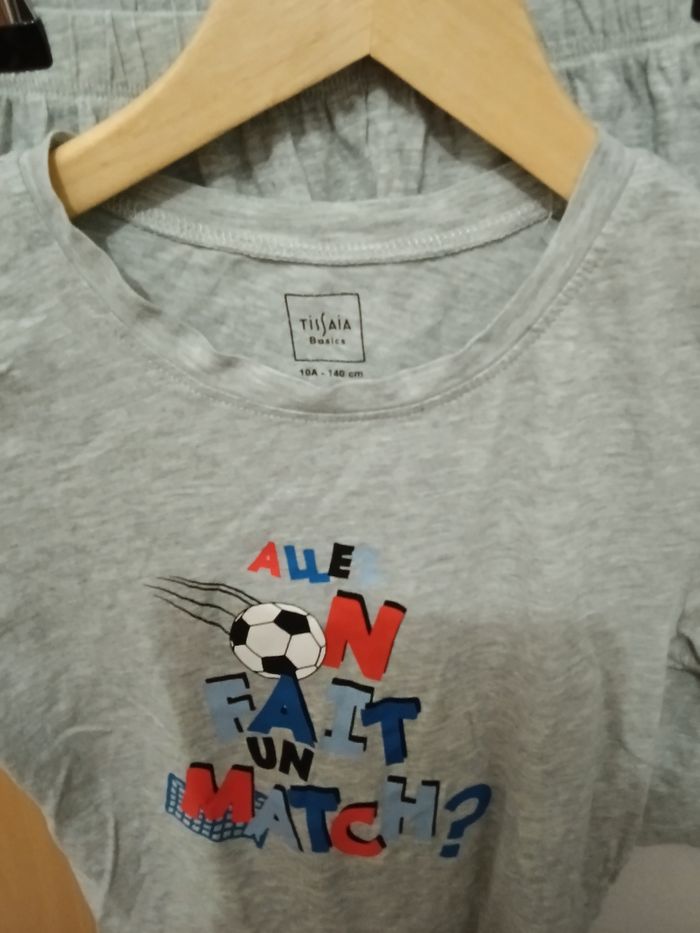 TISSAIA
Basics
10A - 140 cm
ALLEZ
ON
FAIT
UN
MATCH?